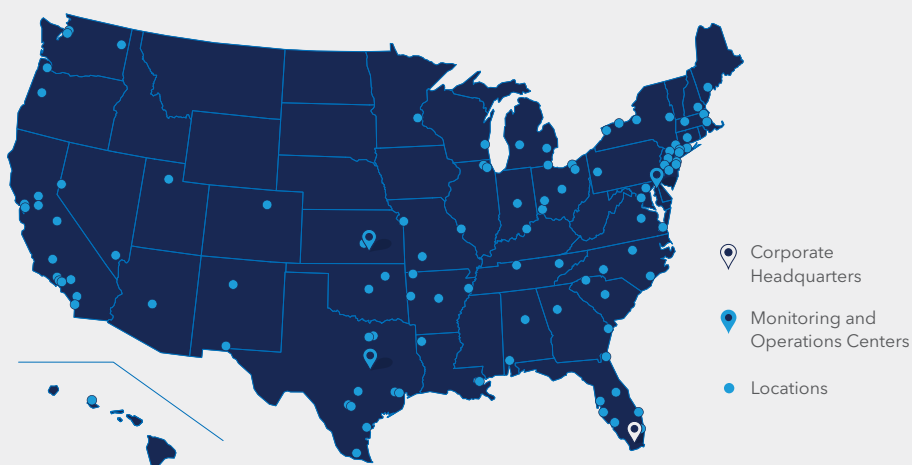 Corporate
Headquarters
Monitoring and
Operations Centers
Locations